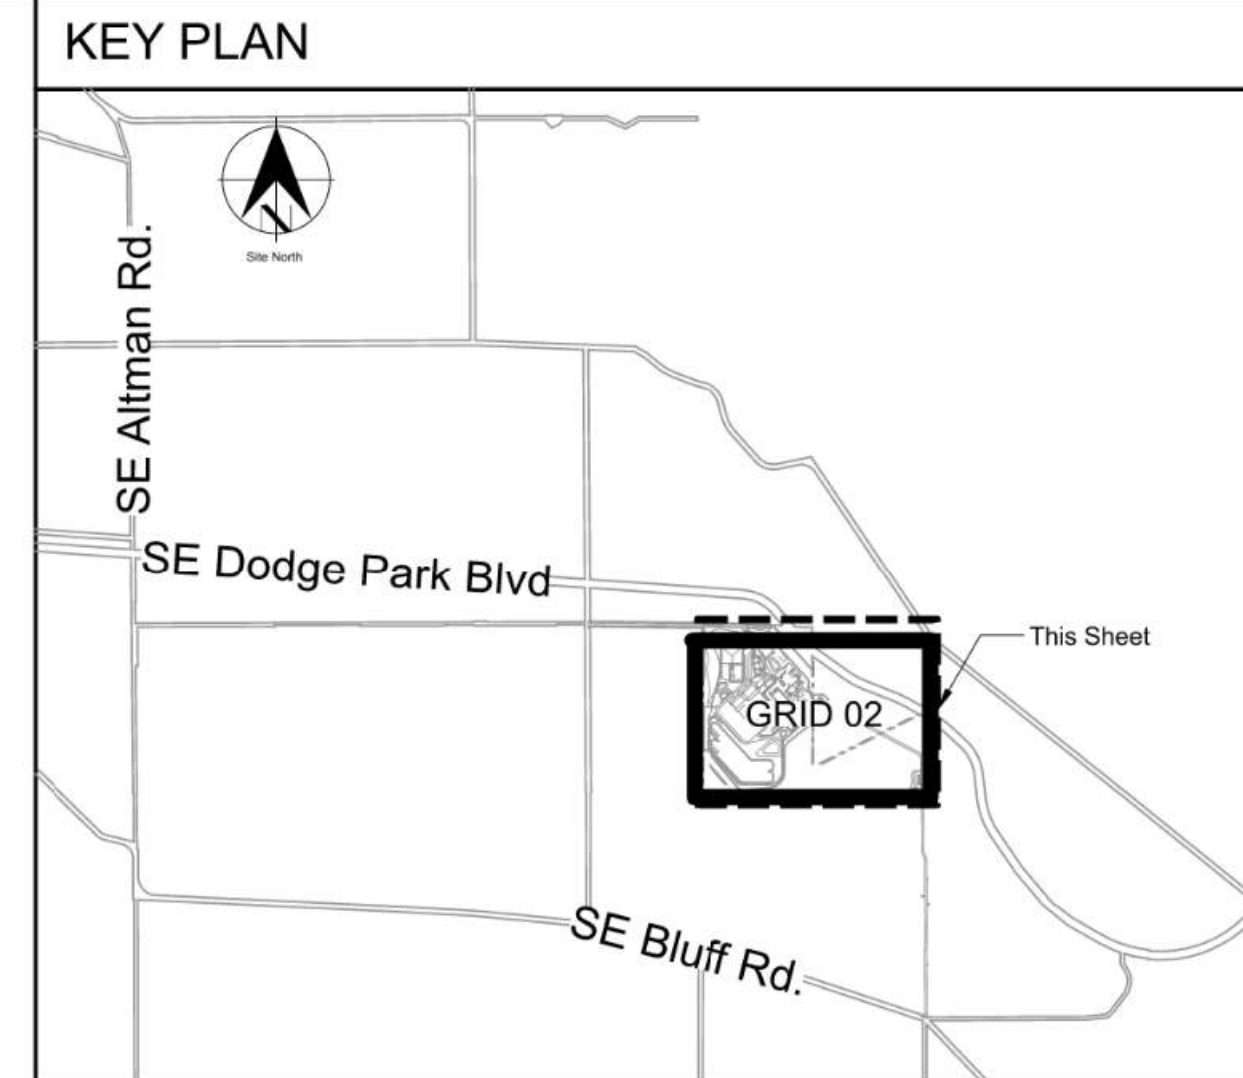 KEY PLAN
N
Site North
SE Altman Rd.
SE Dodge Park Blvd
This Sheet
GRID 02
SE Bluff Rd.